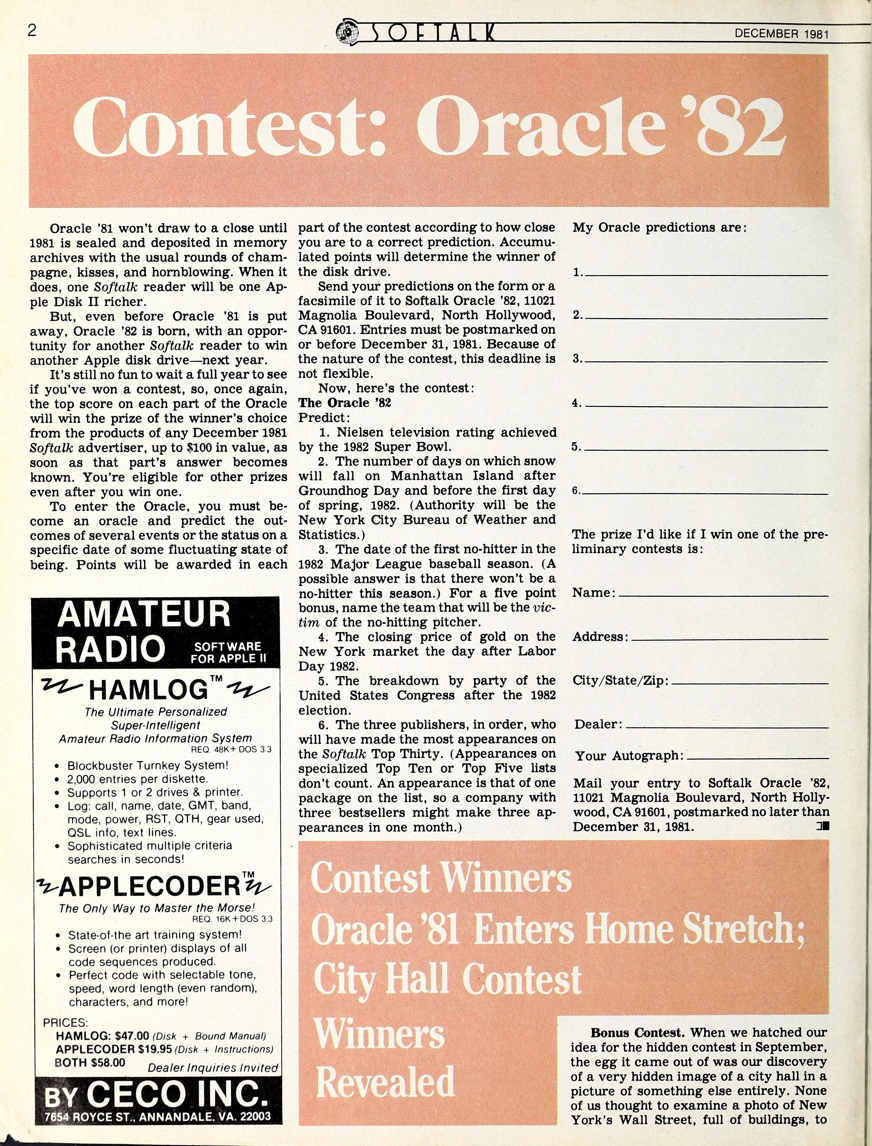 2
SOFTALK
DECEMBER 1981
Contest: Oracle '82
Oracle '81 won't draw to a close until
1981 is sealed and deposited in memory
archives with the usual rounds of cham-
pagne, kisses, and hornblowing. When it
does, one Softalk reader will be one Ap-
ple Disk II richer.
But, even before Oracle '81 is put
away, Oracle '82 is born, with an oppor-
tunity for another Softalk reader to win
another Apple disk drive—next year.
It's still no fun to wait a full year to see
if you've won a contest, so, once again,
the top score on each part of the Oracle
will win the prize of the winner's choice
from the products of any December 1981
Softalk advertiser, up to $100 in value, as
soon as that part's answer becomes
known. You're eligible for other prizes
even after you win one.
To enter the Oracle, you must be-
come an oracle and predict the out-
comes of several events or the status on a
specific date of some fluctuating state of
being. Points will be awarded in each
part of the contest according to how close
you are to a correct prediction. Accumu-
lated points will determine the winner of
the disk drive.
Send your predictions on the form or a
facsimile of it to Softalk Oracle '82, 11021
Magnolia Boulevard, North Hollywood,
CA 91601. Entries must be postmarked on
or before December 31, 1981. Because of
the nature of the contest, this deadline is
not flexible.
Now, here's the contest:
The Oracle '82
Predict:
1. Nielsen television rating achieved
by the 1982 Super Bowl.
2. The number of days on which snow
will fall on Manhattan Island after
Groundhog Day and before the first day
of spring, 1982. (Authority will be the
New York City Bureau of Weather and
Statistics.)
3. The date of the first no-hitter in the
1982 Major League baseball season. (A
possible answer is that there won't be a
no-hitter this season.) For a five point
bonus, name the team that will be the vic-
tim of the no-hitting pitcher.
4. The closing price of gold on the
New York market the day after Labor
Day 1982.
5. The breakdown by party of the
United States Congress after the 1982
election.
6. The three publishers, in order, who
will have made the most appearances on
the Softalk Top Thirty. (Appearances on
specialized Top Ten or Top Five lists
don't count. An appearance is that of one
package on the list, so a company with
three bestsellers might make three ap-
pearances in one month.)
My Oracle predictions are:
1.
2.
3.
4.
5.
6.
The prize I'd like if I win one of the pre-
liminary contests is:
Name:
Address:
City/State/Zip:
Dealer:
Your Autograph:
Mail your entry to Softalk Oracle '82,
11021 Magnolia Boulevard, North Holly-
wood, CA 91601, postmarked no later than
December 31, 1981.
AMATEUR
RADIO SOFTWARE
FOR APPLE II
HAMLOG™
The Ultimate Personalized
Super-Intelligent
Amateur Radio Information System
REQ. 48K+ DOS 3.3
• Blockbuster Turnkey System!
• 2,000 entries per diskette.
• Supports 1 or 2 drives & printer.
• Log: call, name, date, GMT, band,
mode, power, RST, QTH, gear used,
QSL info, text lines.
• Sophisticated multiple criteria
searches in seconds!
APPLECODER™
The Only Way to Master the Morse!
REQ. 16K+DOS 3.3
• State-of-the art training system!
• Screen (or printer) displays of all
code sequences produced.
• Perfect code with selectable tone,
speed, word length (even random),
characters, and more!
PRICES:
HAMLOG: $47.00 (Disk + Bound Manual)
APPLECODER $19.95 (Disk + Instructions)
BOTH $58.00
Dealer Inquiries Invited
BY CECO INC.
7654 ROYCE ST., ANNANDALE, VA. 22003
Contest Winners
Oracle '81 Enters Home Stretch;
City Hall Contest
Winners
Revealed
Bonus Contest. When we hatched our
idea for the hidden contest in September,
the egg it came out of was our discovery
of a very hidden image of a city hall in a
picture of something else entirely. None
of us thought to examine a photo of New
York's Wall Street, full of buildings, to